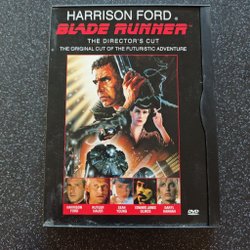 HARRISON FORD IS
BLADE RUNNER
THE DIRECTOR'S CUT
THE ORIGINAL CUT OF THE FUTURISTIC ADVENTURE
HARRISON FORD
RUTGER HAUER
SEAN YOUNG
EDWARD JAMES OLMOS
DARYL HANNAH
DVD